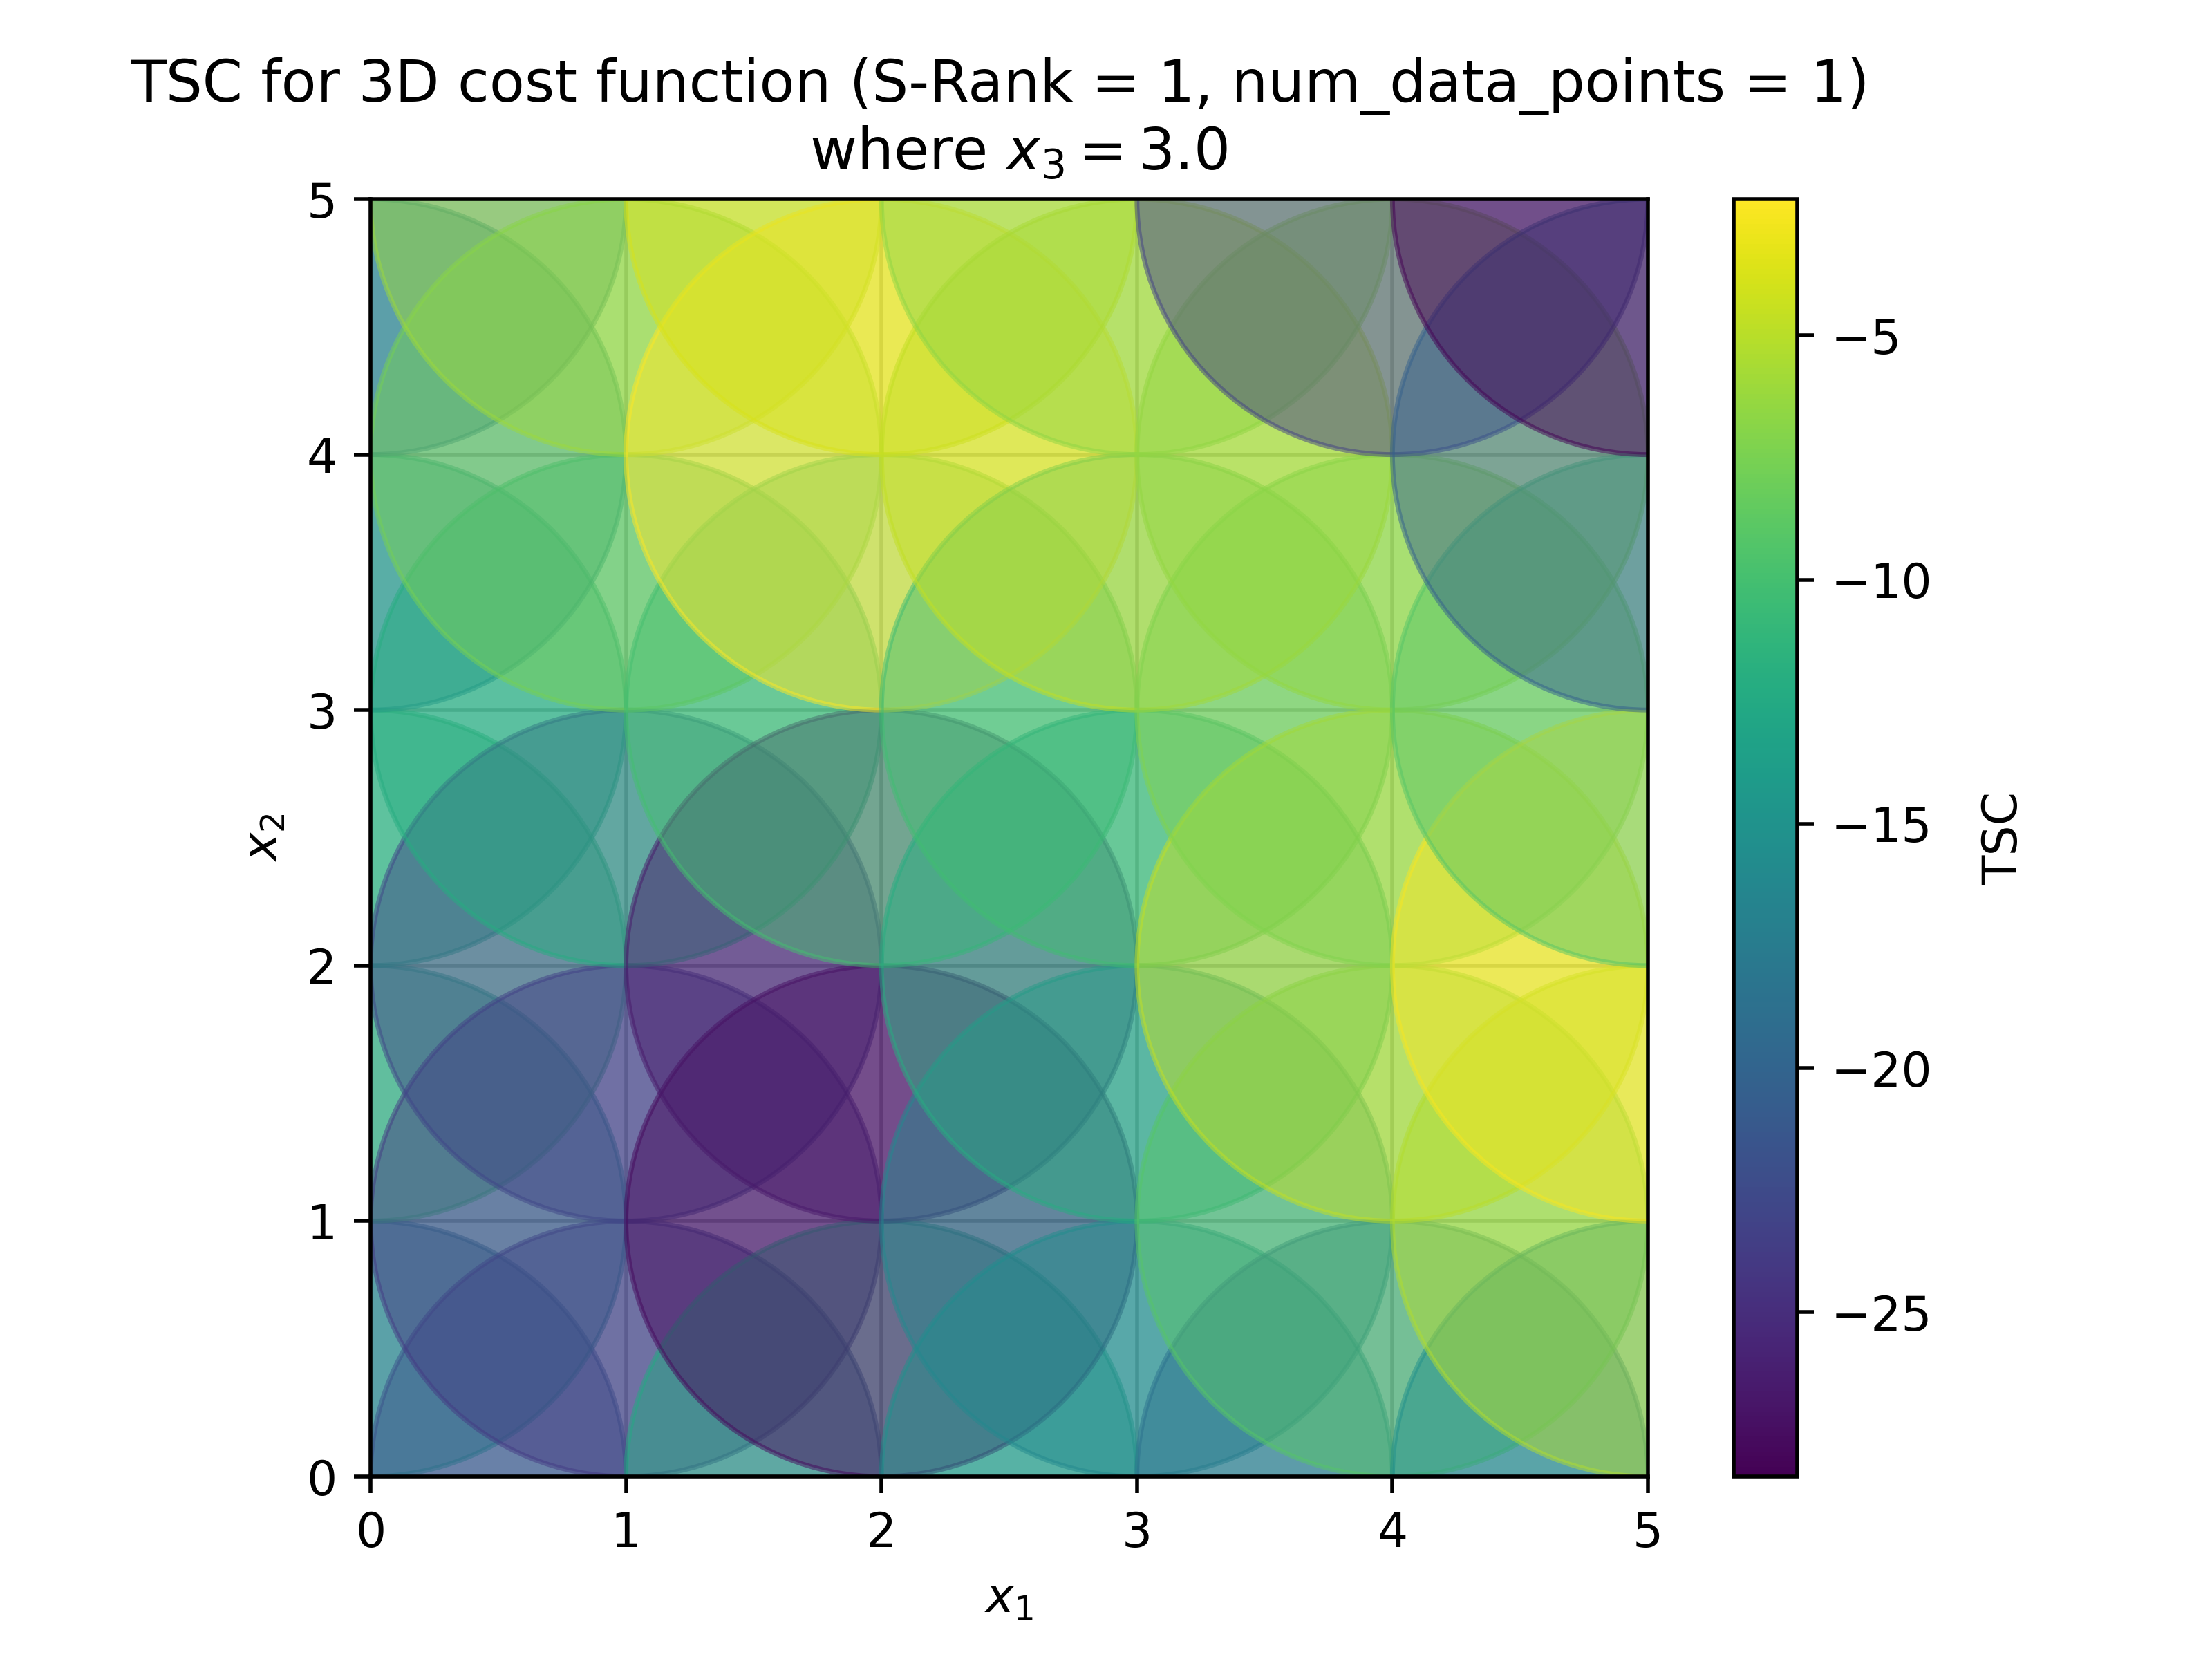 TSC for 3D cost function (S-Rank = 1, num_data_points = 1)
where x₃ = 3.0
5
4
3
2
1
0
x₂
0 1 2 3 4 5
x₁
−5
−10
−15
−20
−25
TSC